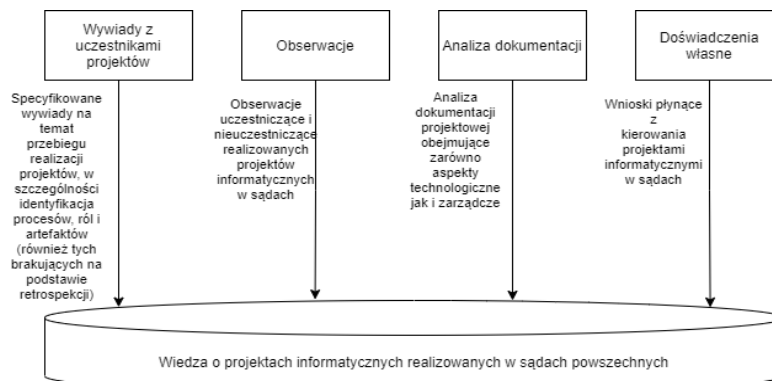 Wywiady z
uczestnikami
projektów
Obserwacje
Analiza dokumentacji
Doświadczenia
własne
Specyfikowane
wywiady na
temat
przebiegu
realizacji
projektów, w
szczególności
identyfikacja
procesów, ról i
artefaktów
(również tych
brakujących na
podstawie
retrospekcji)
Obserwacje
uczestniczące i
nieuczestniczące
realizowanych
projektów
informatycznych
w sądach
Analiza
dokumentacji
projektowej
obejmujące
zarówno
aspekty
technologiczne
jak i zarządcze
Wnioski płynące
z
kierowania
projektami
informatycznymi
w sądach
Wiedza o projektach informatycznych realizowanych w sądach powszechnych